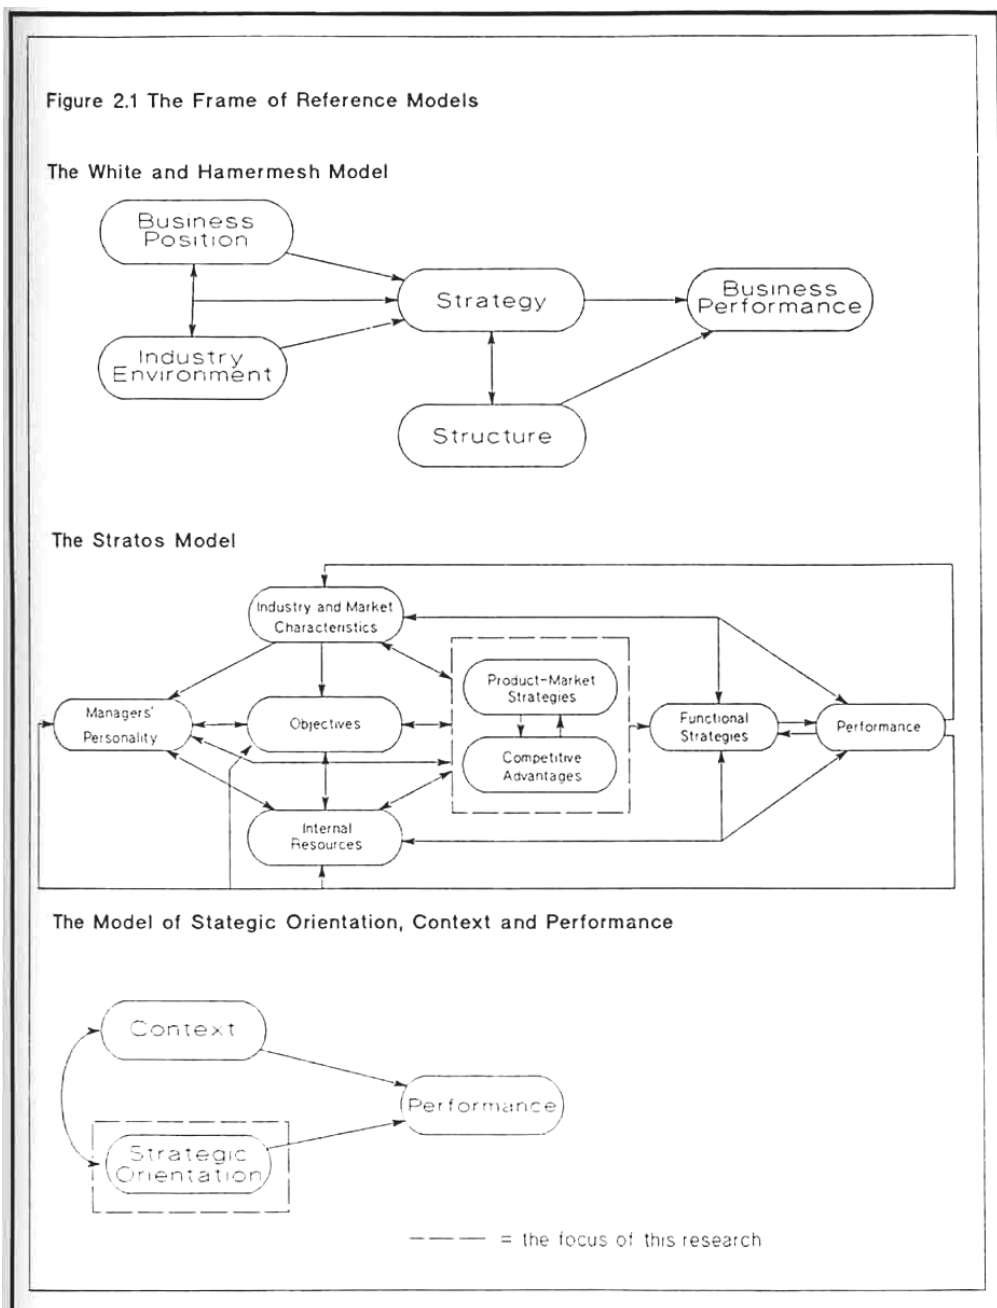 Figure 2.1 The Frame of Reference Models
The White and Hamermesh Model
Business
Position
Strategy
Business
Performance
Industry
Environment
Structure
The Stratos Model
Industry and Market
Characteristics
Product-Market
Strategies
Managers'
Personality
Objectives
Functional
Strategies
Performance
Competitive
Advantages
Internal
Resources
The Model of Stategic Orientation, Context and Performance
Context
Performance
Strategic
Orientation
= the focus of this research